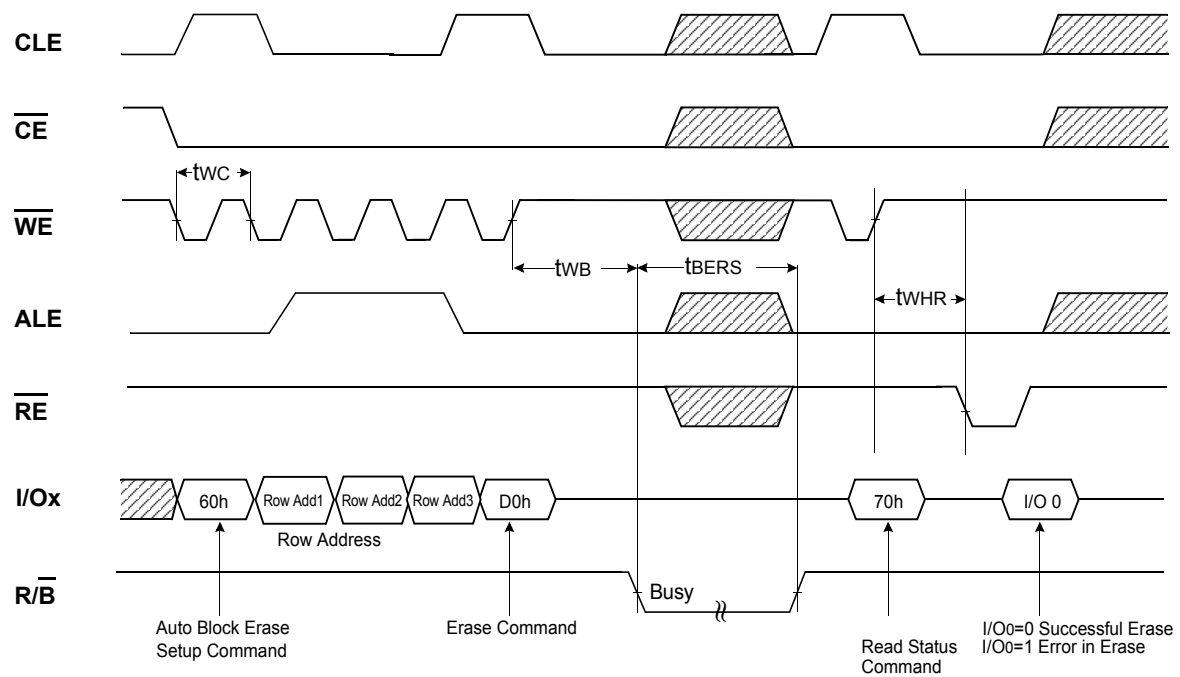 CLE
CE
tWC
WE
tWB
tBERS
tWHR
ALE
RE
I/Ox
60h
Row Add1
Row Add2
Row Add3
D0h
70h
I/O 0
Row Address
R/B
Busy
Auto Block Erase
Setup Command
Erase Command
Read Status
Command
I/O0=0 Successful Erase
I/O0=1 Error in Erase